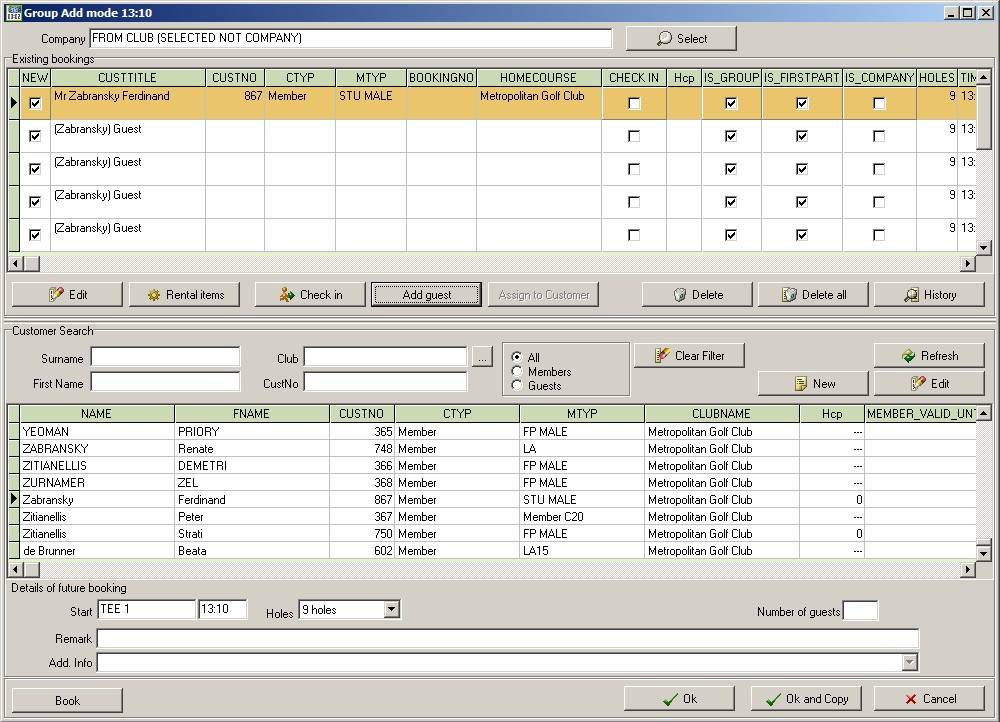 Group Add mode 13:10
Company FROM CLUB (SELECTED NOT COMPANY) Select
Existing bookings
NEW CUSTTITLE CUSTNO CTYP MTYP BOOKINGNO HOMECOURSE CHECK IN Hcp IS_GROUP IS_FIRSTPART IS_COMPANY HOLES TIM
Mr Zabransky Ferdinand 867 Member STU MALE Metropolitan Golf Club 9 13:
(Zabransky) Guest 9 13:
(Zabransky) Guest 9 13:
(Zabransky) Guest 9 13:
(Zabransky) Guest 9 13:
Edit Rental items Check in Add guest Assign to Customer Delete Delete all History
Customer Search
Surname Club ... All Clear Filter Refresh
Members
First Name CustNo Guests New Edit
NAME FNAME CUSTNO CTYP MTYP CLUBNAME Hcp MEMBER_VALID_UNT
YEOMAN PRIORY 365 Member FP MALE Metropolitan Golf Club ---
ZABRANSKY Renate 748 Member LA Metropolitan Golf Club ---
ZITIANELLIS DEMETRI 366 Member FP MALE Metropolitan Golf Club ---
ZURNAMER ZEL 368 Member FP MALE Metropolitan Golf Club ---
Zabransky Ferdinand 867 Member STU MALE Metropolitan Golf Club 0
Zitianellis Peter 367 Member Member C20 Metropolitan Golf Club ---
Zitianellis Strati 750 Member FP MALE Metropolitan Golf Club 0
de Brunner Beata 602 Member LA15 Metropolitan Golf Club ---
Details of future booking
Start TEE 1 13:10 Holes 9 holes Number of guests
Remark
Add. Info
Book Ok Ok and Copy Cancel